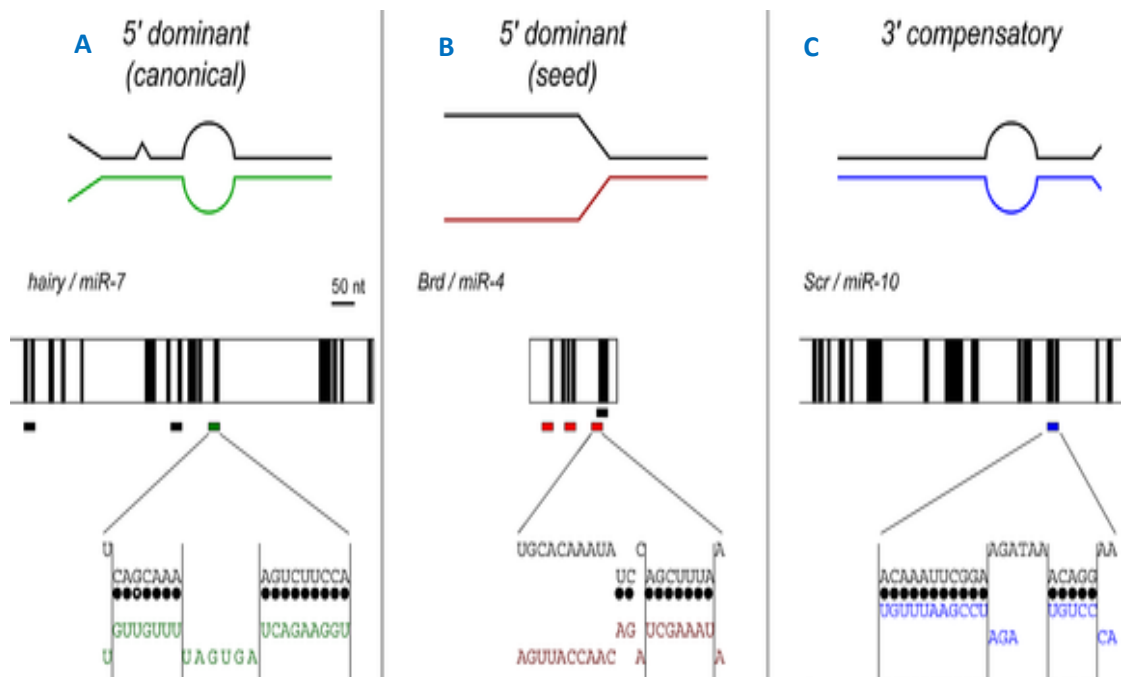 A
5' dominant
(canonical)
hairy / miR-7
50 nt
U
CAGCAAA AGUCUUCCA
GUUGUUU UCAGAAGGU
U UAGUGA
B
5' dominant
(seed)
Brd / miR-4
UGCACAAAUA C A
UC AGCUUUA
AG UCGAAAU
AGUUACCAAC A A
C
3' compensatory
Scr / miR-10
AGATAA AA
ACAAAUUCGGA ACAGG
UGUUUAAGCCU UGUCC
AGA CA